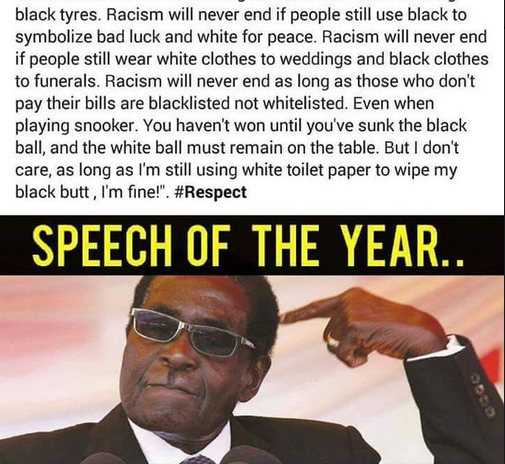 black tyres. Racism will never end if people still use black to
symbolize bad luck and white for peace. Racism will never end
if people still wear white clothes to weddings and black clothes
to funerals. Racism will never end as long as those who don't
pay their bills are blacklisted not whitelisted. Even when
playing snooker. You haven't won until you've sunk the black
ball, and the white ball must remain on the table. But I don't
care, as long as I'm still using white toilet paper to wipe my
black butt , I'm fine!". #Respect
SPEECH OF THE YEAR..